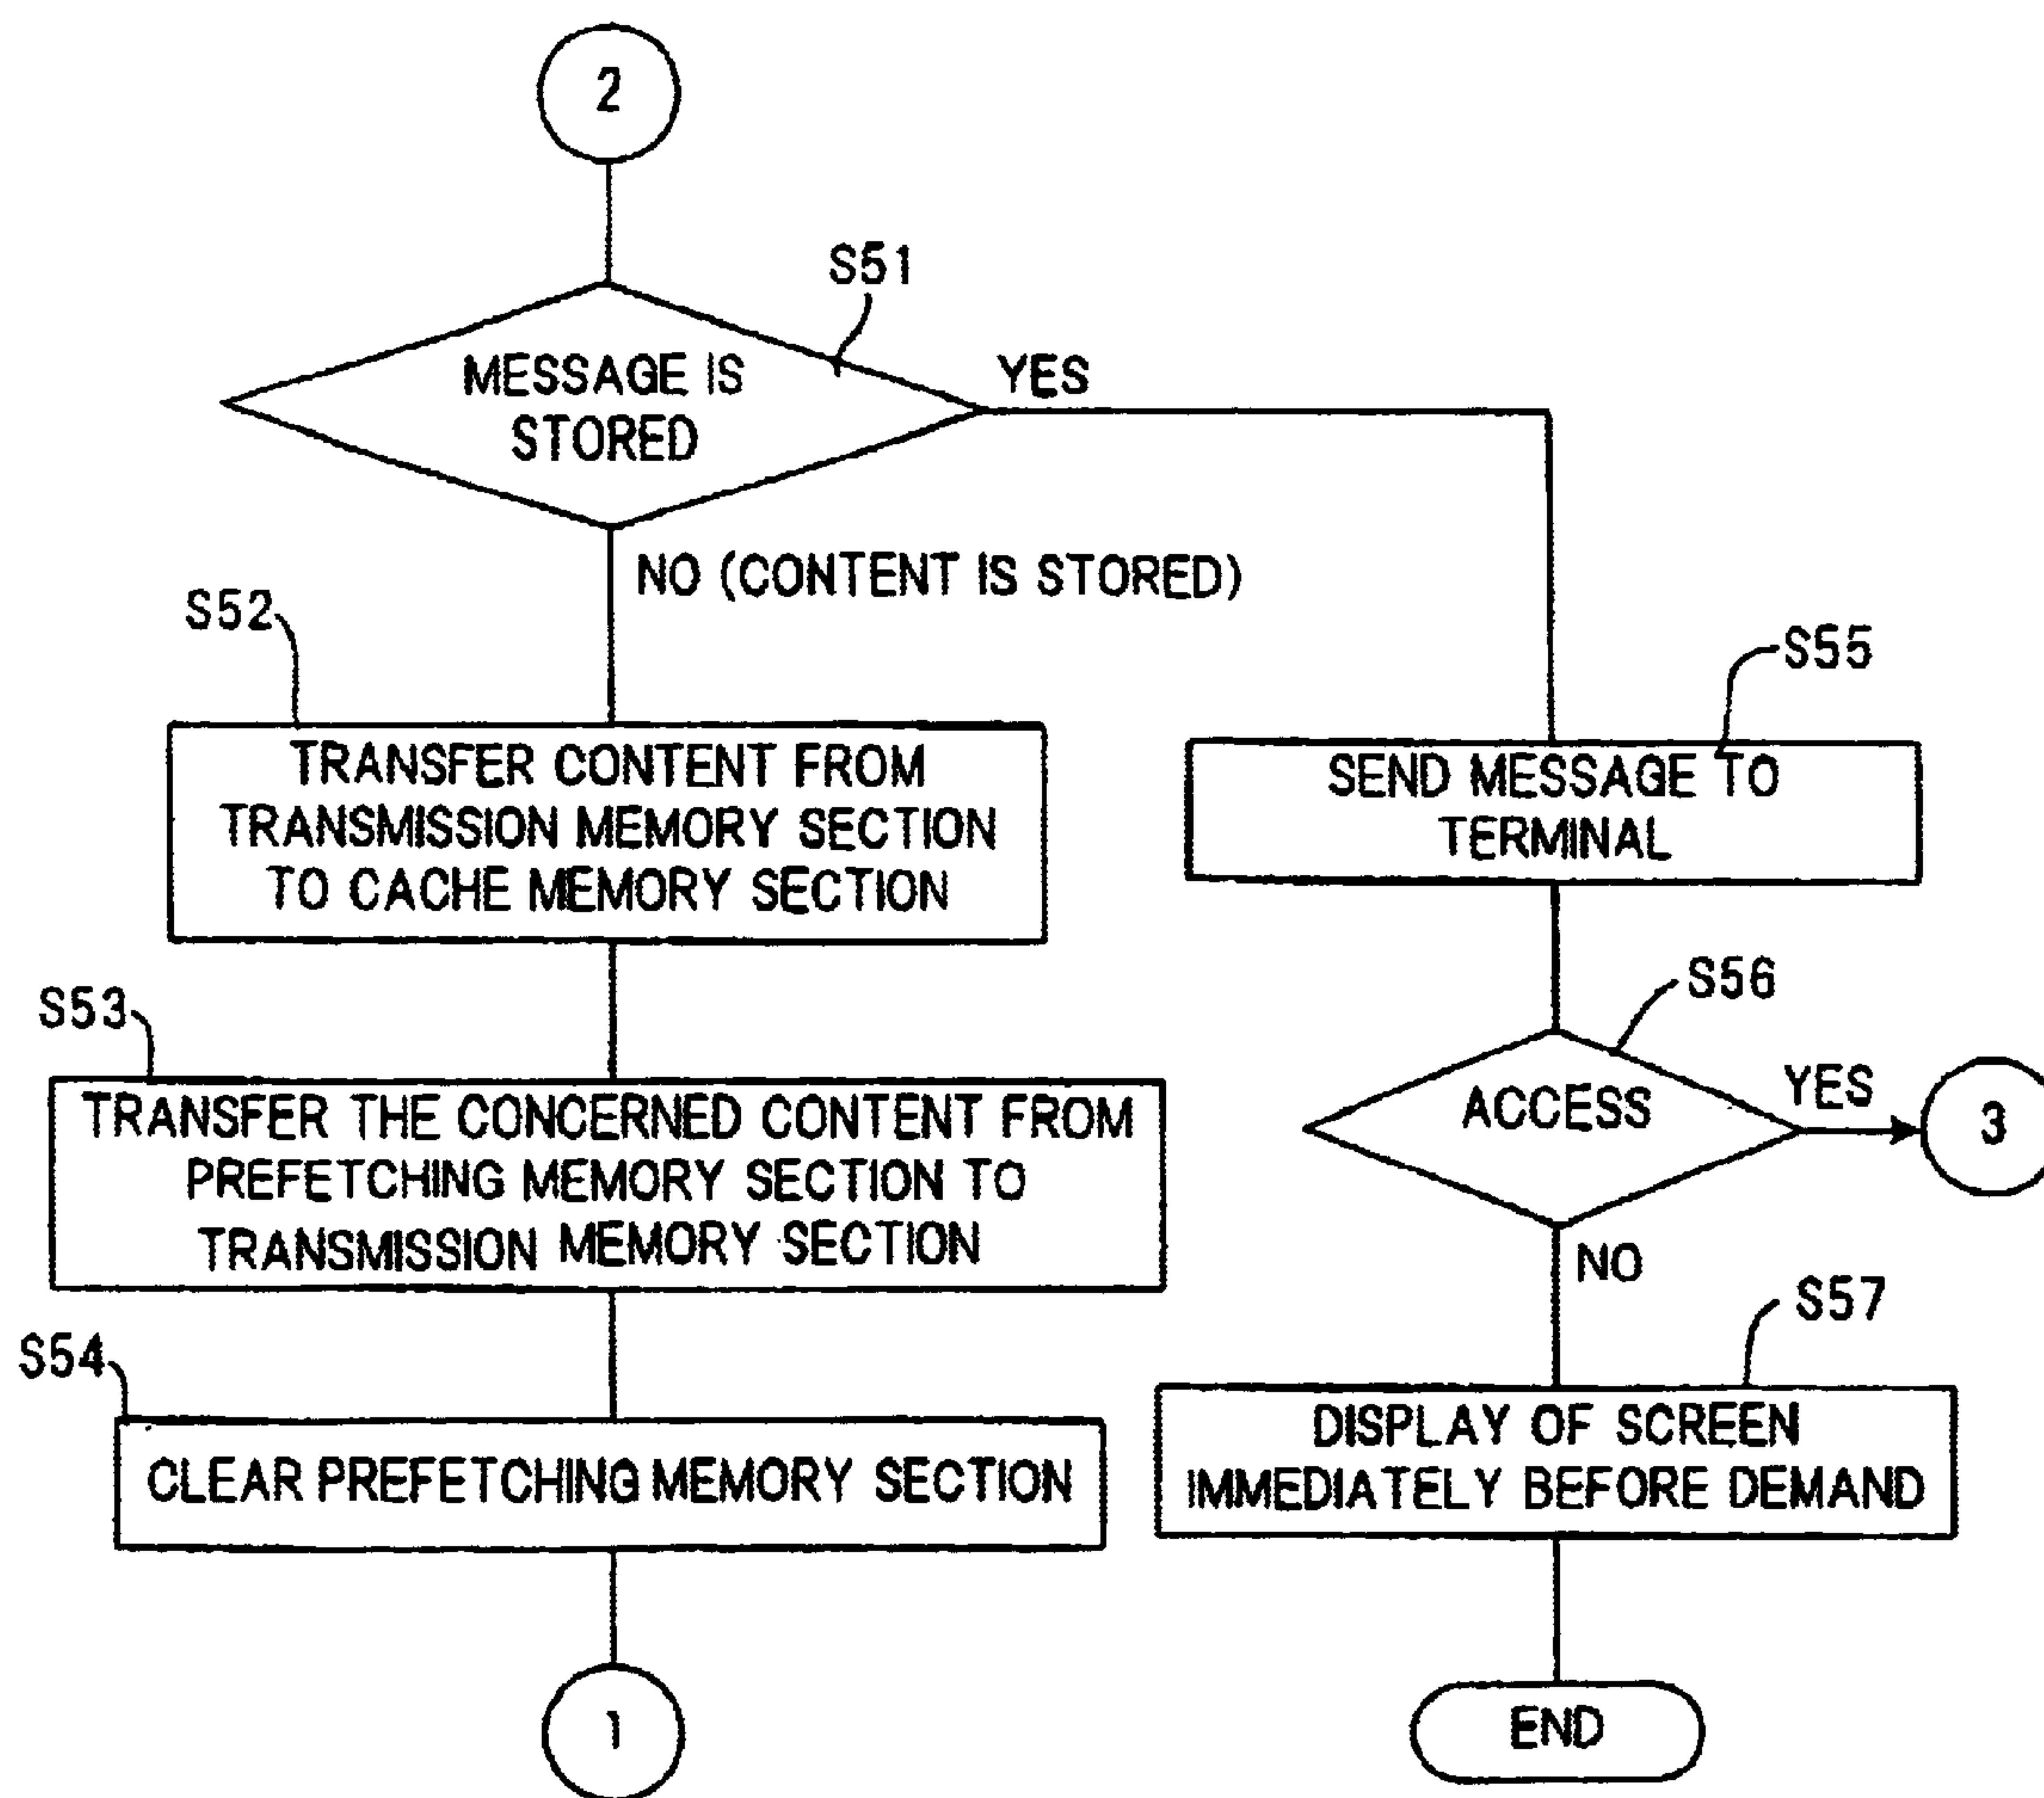 2
S51
MESSAGE IS
STORED
YES
NO (CONTENT IS STORED)
S52
TRANSFER CONTENT FROM
TRANSMISSION MEMORY SECTION
TO CACHE MEMORY SECTION
S53
TRANSFER THE CONCERNED CONTENT FROM
PREFETCHING MEMORY SECTION TO
TRANSMISSION MEMORY SECTION
S54
CLEAR PREFETCHING MEMORY SECTION
1
S55
SEND MESSAGE TO
TERMINAL
S56
ACCESS
YES
3
NO
S57
DISPLAY OF SCREEN
IMMEDIATELY BEFORE DEMAND
END